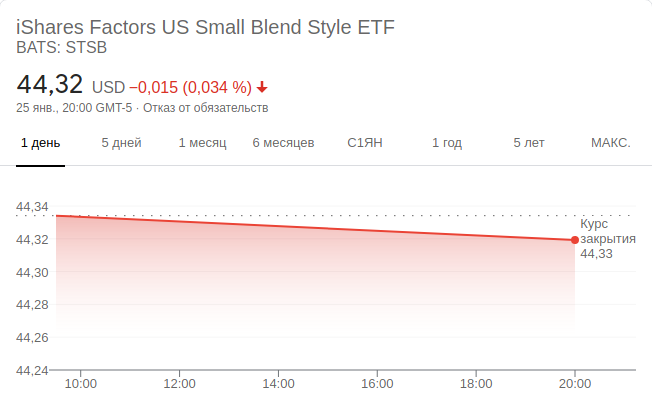 iShares Factors US Small Blend Style ETF
BATS: STSB
44,32 USD −0,015 (0,034 %)
25 янв., 20:00 GMT-5 · Отказ от обязательств
1 день 5 дней 1 месяц 6 месяцев С1ЯН 1 год 5 лет МАКС.
44,34
44,32
44,30
44,28
44,26
44,24
Курс
закрытия
44,33
10:00 12:00 14:00 16:00 18:00 20:00